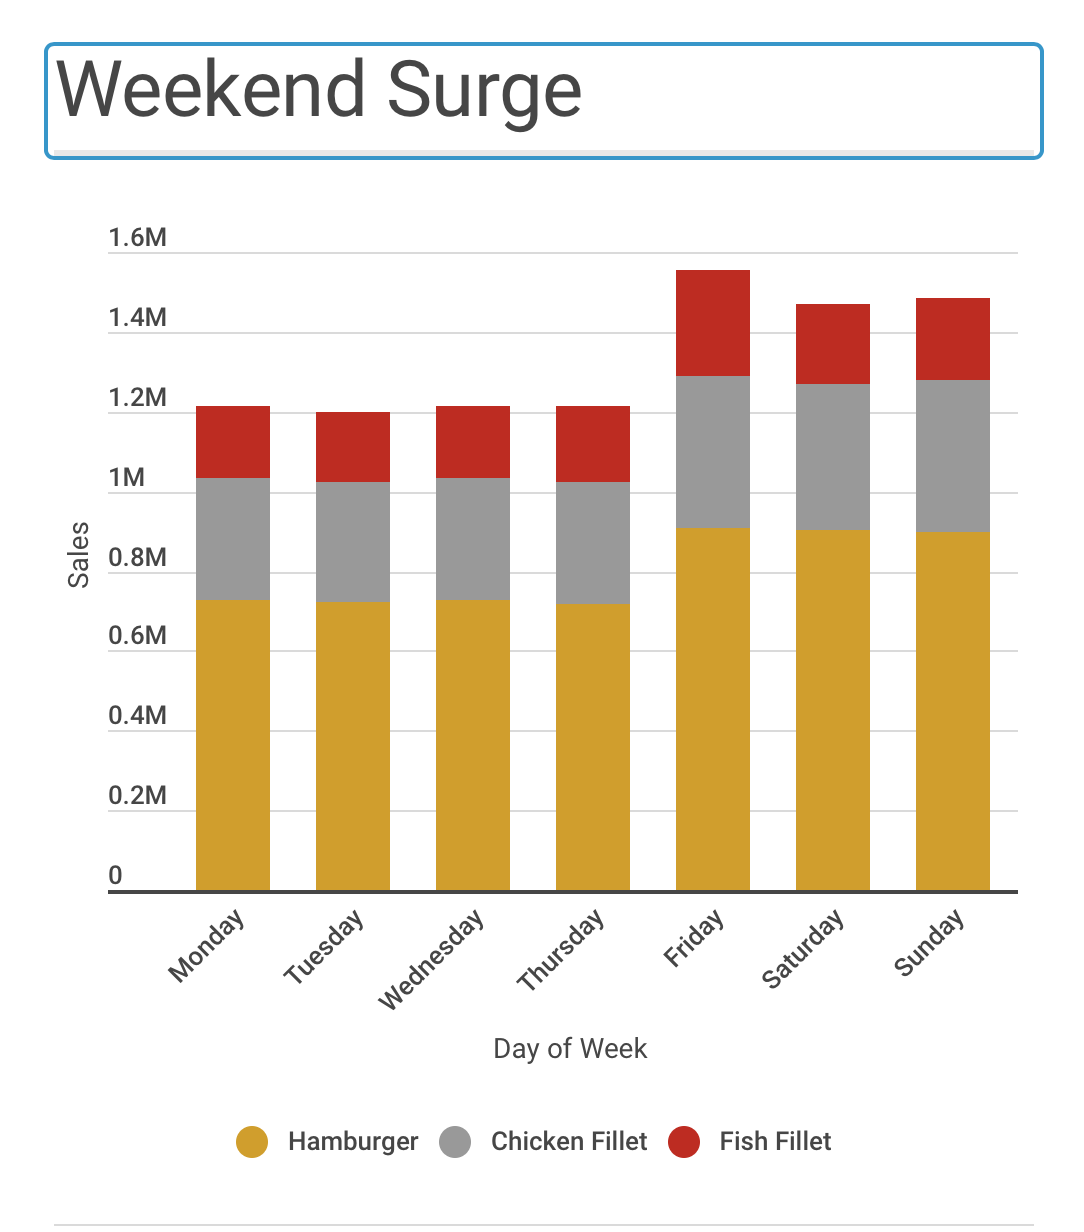 Weekend Surge
1.6M
1.4M
1.2M
1M
0.8M
0.6M
0.4M
0.2M
0
Sales
Monday
Tuesday
Wednesday
Thursday
Friday
Saturday
Sunday
Day of Week
Hamburger Chicken Fillet Fish Fillet